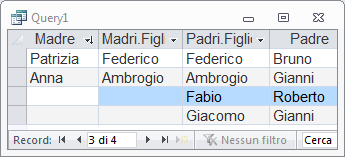 Query1
Madre Madri.Figli Padri.Figli Padre
Patrizia Federico Federico Bruno
Anna Ambrogio Ambrogio Gianni
Fabio Roberto
Giacomo Gianni
Record: 3 di 4 Nessun filtro Cerca